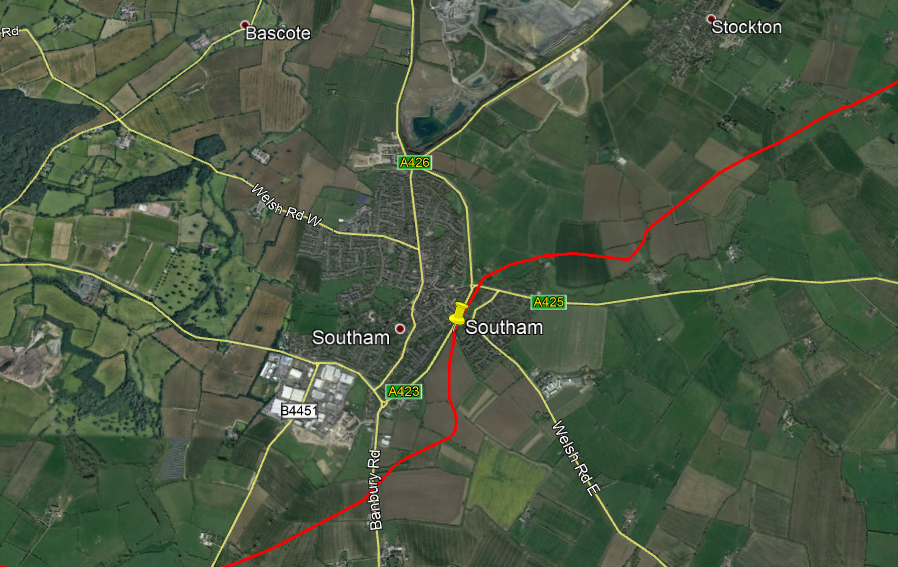 Rd
Bascote
Stockton
A426
Welsh Rd W
A425
Southam
Southam
A423
B4451
Welsh Rd E
Banbury Rd